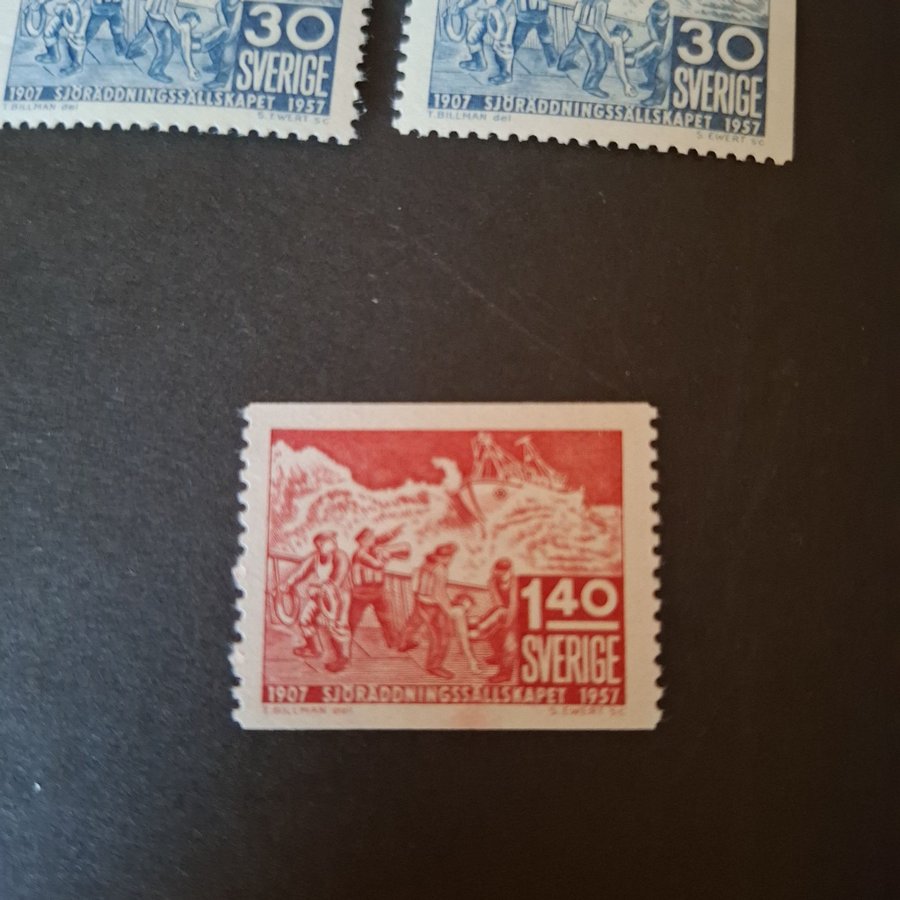 30
SVERIGE
1907 SJÖRÄDDNINGSSÄLLSKAPET 1957
T. BILLMAN del S. EWERT SC
30
SVERIGE
1907 SJÖRÄDDNINGSSÄLLSKAPET 1957
T. BILLMAN del S. EWERT SC
1 40
SVERIGE
1907 SJÖRÄDDNINGSSÄLLSKAPET 1957
T. BILLMAN del S. EWERT SC